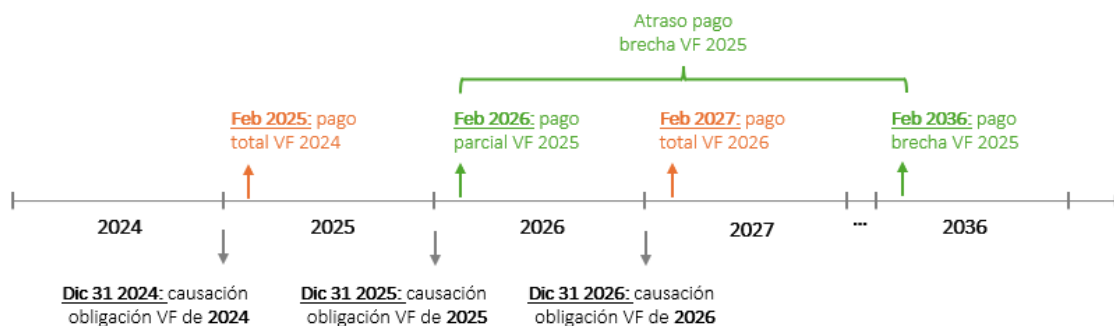 Atraso pago
brecha VF 2025
Feb 2025: pago
total VF 2024
Feb 2026: pago
parcial VF 2025
Feb 2027: pago
total VF 2026
Feb 2036: pago
brecha VF 2025
2024
2025
2026
2027
...
2036
Dic 31 2024: causación
obligación VF de 2024
Dic 31 2025: causación
obligación VF de 2025
Dic 31 2026: causación
obligación VF de 2026